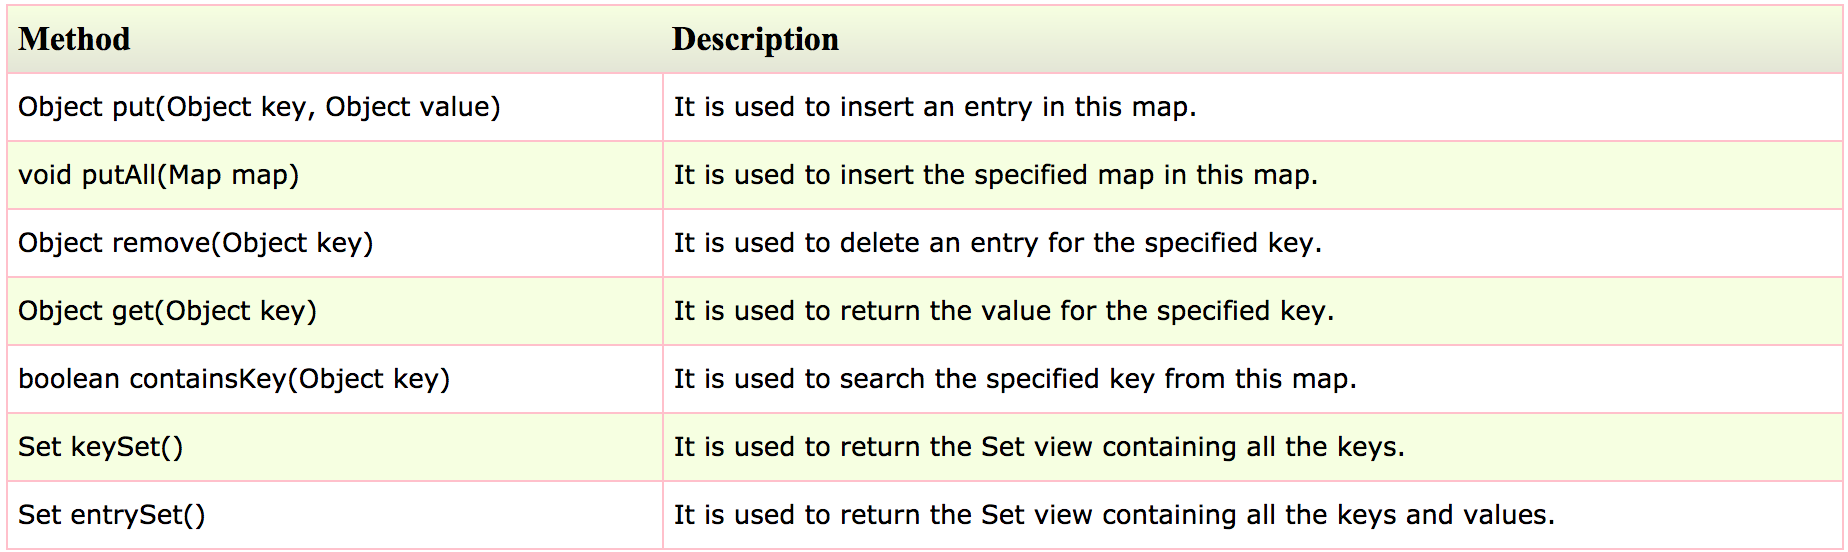 Method Description
Object put(Object key, Object value) It is used to insert an entry in this map.
void putAll(Map map) It is used to insert the specified map in this map.
Object remove(Object key) It is used to delete an entry for the specified key.
Object get(Object key) It is used to return the value for the specified key.
boolean containsKey(Object key) It is used to search the specified key from this map.
Set keySet() It is used to return the Set view containing all the keys.
Set entrySet() It is used to return the Set view containing all the keys and values.